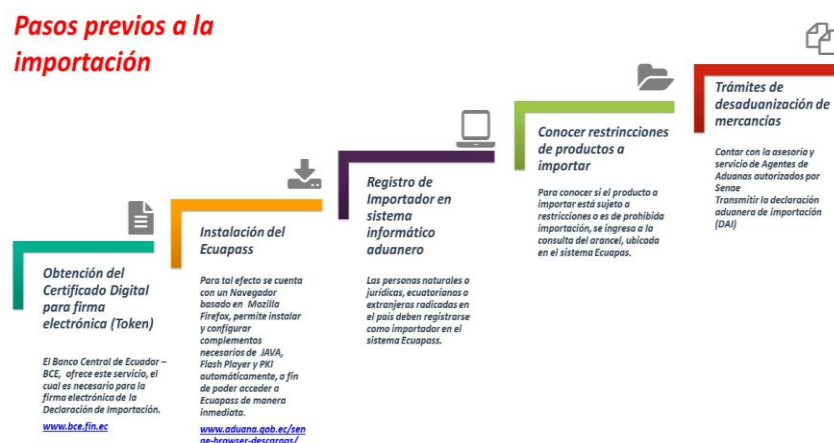 Pasos previos a la
importación
Obtención del
Certificado Digital
para firma
electrónica (Token)
El Banco Central de Ecuador –
BCE, ofrece este servicio, el
cual es necesario para la
firma electrónica de la
Declaración de Importación.
www.bce.fin.ec
Instalación del
Ecuapass
Para tal efecto se cuenta
con un Navegador
basado en Mozilla
Firefox, permite instalar
y configurar
complementos
necesarios de JAVA,
Flash Player y PKI
automáticamente, a fin
de poder acceder a
Ecuapass de manera
inmediata.
www.aduana.gob.ec/sen
ae-browser-descargas/
Registro de
Importador en
sistema
informático
aduanero
Las personas naturales o
jurídicas, ecuatorianas o
extranjeras radicadas en
el país deben registrarse
como importador en el
sistema Ecuapass.
Conocer restrincciones
de productos a
importar
Para conocer si el producto a
importar está sujeto a
restricciones o es de prohibida
importación, se ingresa a la
consulta del arancel, ubicada
en el sistema Ecuapas.
Trámites de
desaduanización de
mercancías
Contar con la asesoría y
servicio de Agentes de
Aduanas autorizados por
Senae
Transmitir la declaración
aduanera de importación
(DAI)